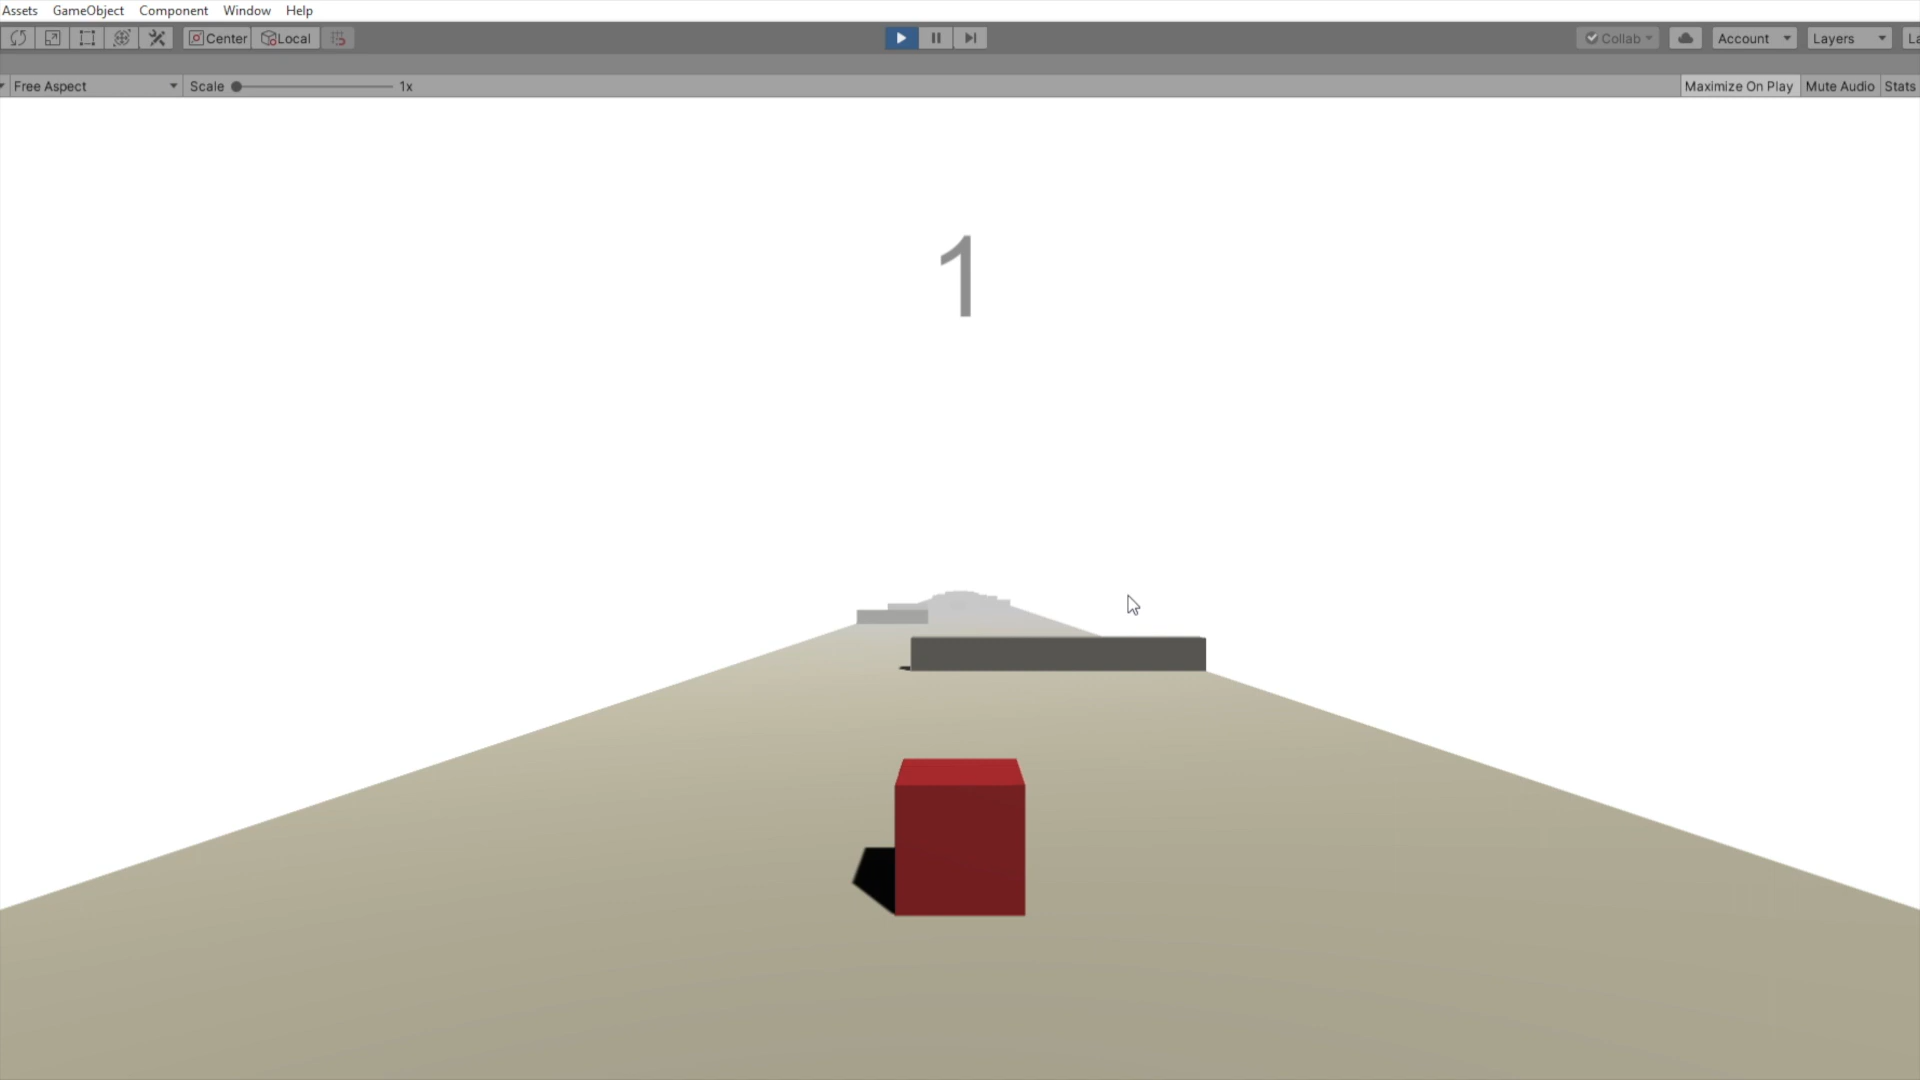 Assets GameObject Component Window Help
Center Local Collab Account Layers
Free Aspect Scale 1x Maximize On Play Mute Audio Stats
1